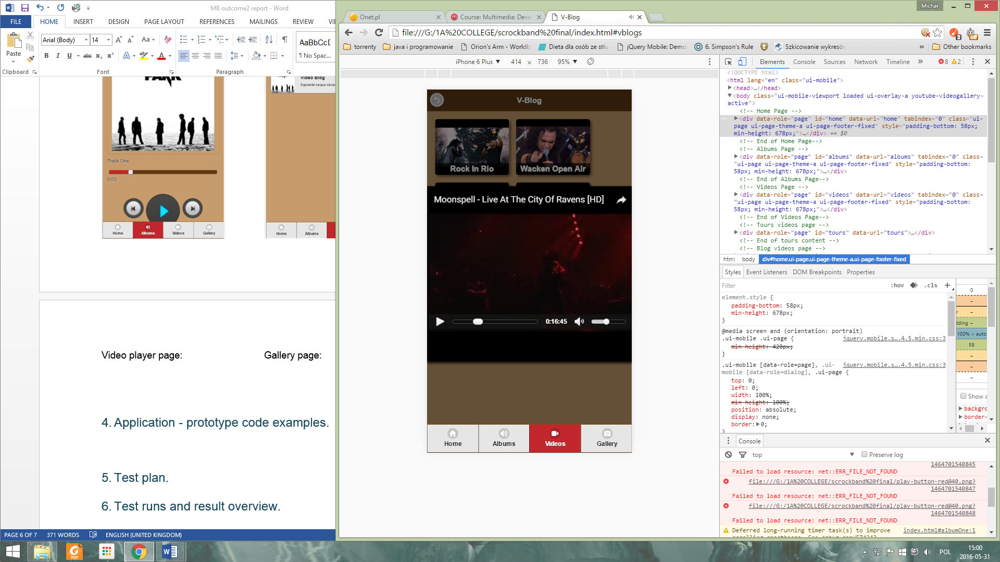 MB outcome2 report - Word
FILE HOME INSERT DESIGN PAGE LAYOUT REFERENCES MAILINGS REVIEW VI
Arial (Body) 14 Aa
Paste
B I U abc x₂ x²
AaBbCcD
¶ No Spac...
Clipboard Font Paragraph
PARK
Track One
0:03
Home Albums Videos Gallery
Video Blog
Sapiente neque obca
Home Albums
Video player page: Gallery page:
4. Application - prototype code examples.
5. Test plan.
6. Test runs and result overview.
PAGE 6 OF 7 371 WORDS ENGLISH (UNITED KINGDOM)
Michał
Onet.pl
Course: Multimedia: Deve
V-Blog
file:///G:/1A%20COLLEGE/scrockband%20final/index.html#vblogs
2 off
torrenty
java i programowanie
Orion's Arm - Worldb
Dieta dla osób ze stłu
jQuery Mobile: Demo
6. Simpson's Rule
Szkicowanie wykresów
» Other bookmarks
iPhone 6 Plus ▼ 414 × 736 95% ▼
V-Blog
Rock In Rio
Wacken Open Air
Moonspell - Live At The City Of Ravens [HD]
0:16:45
Home Albums Videos Gallery
Elements Console Sources Network Timeline » 8 2
<!DOCTYPE html>
<html lang="en" class="ui-mobile">
<head>…</head>
<body class="ui-mobile-viewport loaded ui-overlay-a youtube-videogallery-
active">
<!-- Home Page -->
<div data-role="page" id="home" data-url="home" tabindex="0" class="ui-
page ui-page-theme-a ui-page-footer-fixed" style="padding-bottom: 58px;
min-height: 678px;">…</div> == $0
<!-- End of Home Page-->
<!-- Albums Page -->
<div data-role="page" id="albums" data-url="albums" tabindex="0" class=
"ui-page ui-page-theme-a ui-page-footer-fixed" style="padding-bottom:
58px; min-height: 678px;">…</div>
<!-- End of Albums Page-->
<!-- Videos Page -->
<div data-role="page" id="videos" data-url="videos" tabindex="0" class=
"ui-page ui-page-theme-a ui-page-footer-fixed" style="padding-bottom:
58px; min-height: 678px;">…</div>
<!-- End of Videos Page-->
<!-- Tours videos page -->
<div data-role="page" id="tours" data-url="tours">…</div>
<!-- End of tours content -->
<!-- Blog videos page -->
html body div#home.ui-page.ui-page-theme-a.ui-page-footer-fixed
Styles Event Listeners DOM Breakpoints Properties
Filter :hov .cls +
element.style {
padding-bottom: 58px;
min-height: 678px;
}
@media screen and (orientation: portrait)
.ui-mobile .ui-page { jquery.mobile.s….4.5.min.css:3
min-height: 420px;
}
.ui-mobile [data-role=page], .ui- jquery.mobile.s….4.5.min.css:3
mobile [data-role=dialog], .ui-page {
top: 0;
left: 0;
width: 100%;
min-height: 100%;
position: absolute;
display: none;
border: 0;
}
0
–
r –
dding –
100% × auto
58
–
–
–
Show a
backgro
border-
Console
top Preserve log
1464701540845
Failed to load resource: net::ERR_FILE_NOT_FOUND
file:///G:/1A%20COLLEGE/scrockband%20final/play-button-red@40.png?
1464701540847
Failed to load resource: net::ERR_FILE_NOT_FOUND
file:///G:/1A%20COLLEGE/scrockband%20final/play-button-red@40.png?
1464701540848
Failed to load resource: net::ERR_FILE_NOT_FOUND
Deferred long-running timer task(s) to improve index.html#albumOne:1
PDF
POL
15:00
2016-05-31